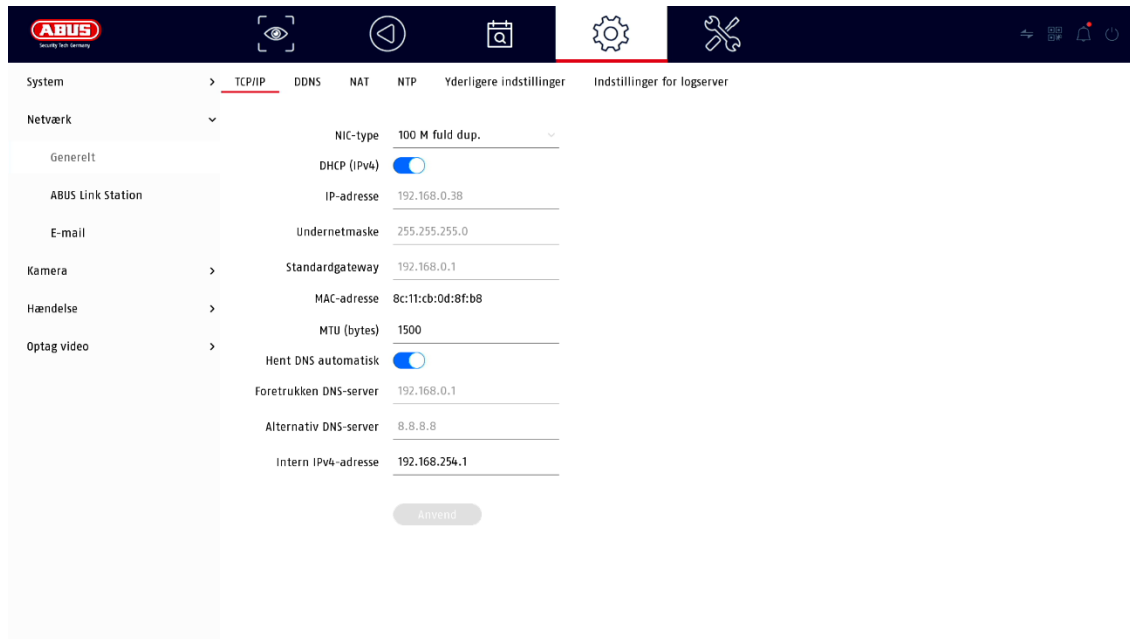 ABUS
Security Tech Germany
System
TCP/IP DDNS NAT NTP Yderligere indstillinger Indstillinger for logserver
Netværk
Generelt
ABUS Link Station
E-mail
Kamera
Hændelse
Optag video
NIC-type 100 M fuld dup.
DHCP (IPv4)
IP-adresse 192.168.0.38
Undernetmaske 255.255.255.0
Standardgateway 192.168.0.1
MAC-adresse 8c:11:cb:0d:8f:b8
MTU (bytes) 1500
Hent DNS automatisk
Foretrukken DNS-server 192.168.0.1
Alternativ DNS-server 8.8.8.8
Intern IPv4-adresse 192.168.254.1
Anvend